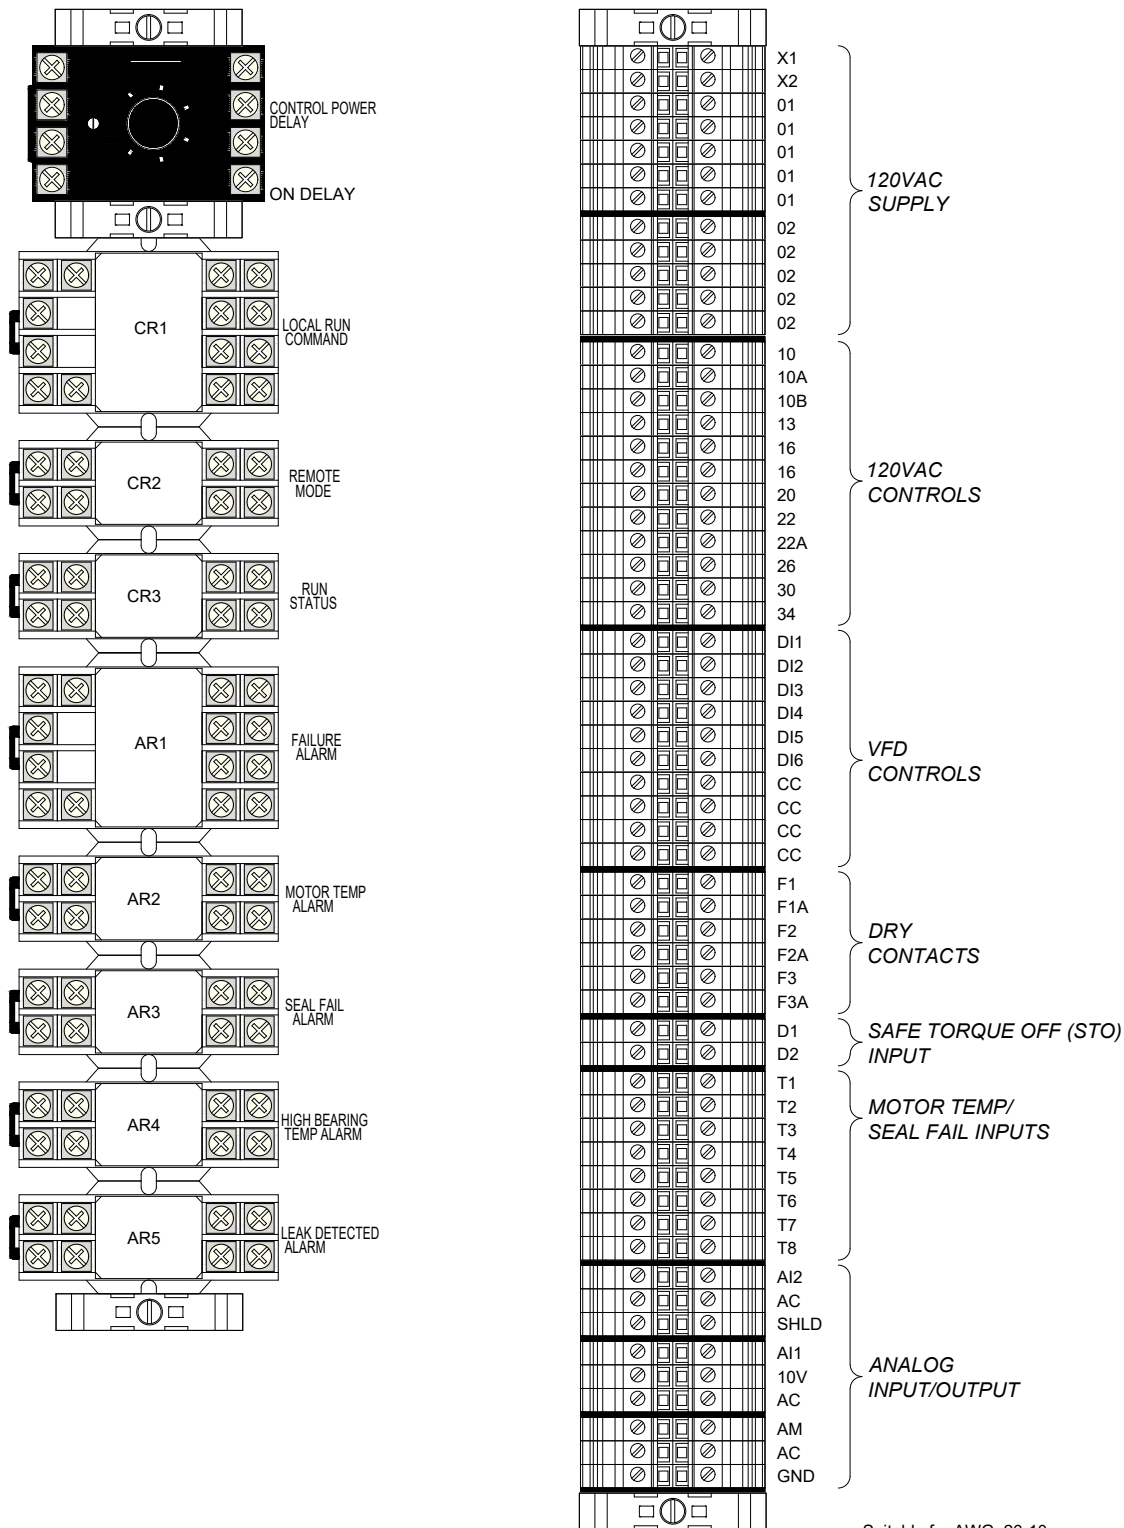 CONTROL POWER
DELAY
ON DELAY
CR1
LOCAL RUN
COMMAND
CR2
REMOTE
MODE
CR3
RUN
STATUS
AR1
FAILURE
ALARM
AR2
MOTOR TEMP
ALARM
AR3
SEAL FAIL
ALARM
AR4
HIGH BEARING
TEMP ALARM
AR5
LEAK DETECTED
ALARM
X1
X2
01
01
01
01
01
02
02
02
02
02
120VAC
SUPPLY
10
10A
10B
13
16
16
20
22
22A
26
30
34
120VAC
CONTROLS
DI1
DI2
DI3
DI4
DI5
DI6
CC
CC
CC
CC
VFD
CONTROLS
F1
F1A
F2
F2A
F3
F3A
DRY
CONTACTS
D1
D2
SAFE TORQUE OFF (STO)
INPUT
T1
T2
T3
T4
T5
T6
T7
T8
MOTOR TEMP/
SEAL FAIL INPUTS
AI2
AC
SHLD
AI1
10V
AC
AM
AC
GND
ANALOG
INPUT/OUTPUT